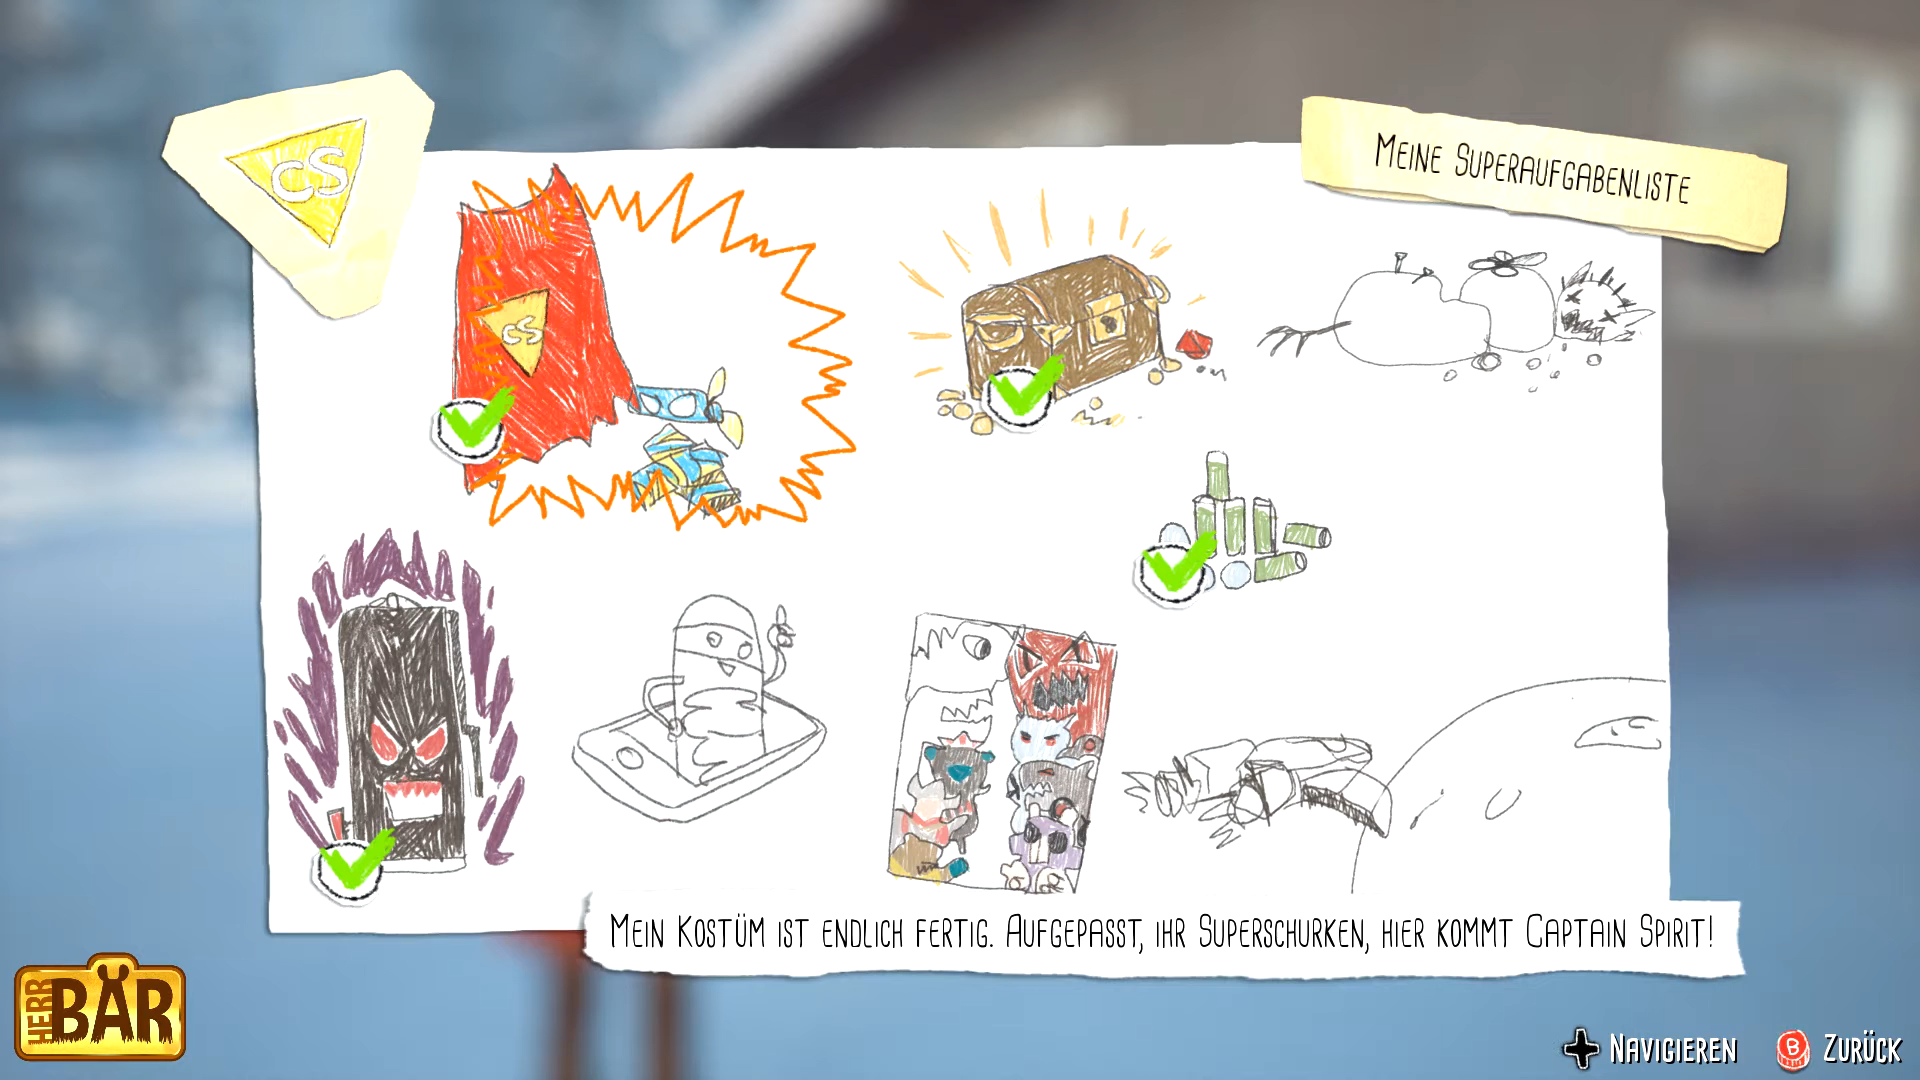 CS
MEINE SUPERAUFGABENLISTE
CS
MEIN KOSTÜM IST ENDLICH FERTIG. AUFGEPASST, IHR SUPERSCHURKEN, HIER KOMMT CAPTAIN SPIRIT!
HERR BÄR
NAVIGIEREN
B ZURÜCK